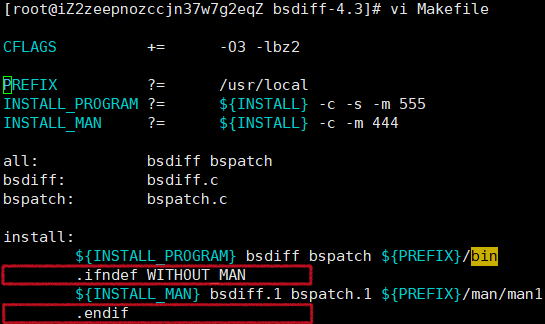 [root@iZ2zeepnozccjn37w7g2eqZ bsdiff-4.3]# vi Makefile
CFLAGS += -O3 -lbz2
PREFIX ?= /usr/local
INSTALL_PROGRAM ?= ${INSTALL} -c -s -m 555
INSTALL_MAN ?= ${INSTALL} -c -m 444
all: bsdiff bspatch
bsdiff: bsdiff.c
bspatch: bspatch.c
install:
${INSTALL_PROGRAM} bsdiff bspatch ${PREFIX}/bin
.ifndef WITHOUT_MAN
${INSTALL_MAN} bsdiff.1 bspatch.1 ${PREFIX}/man/man1
.endif